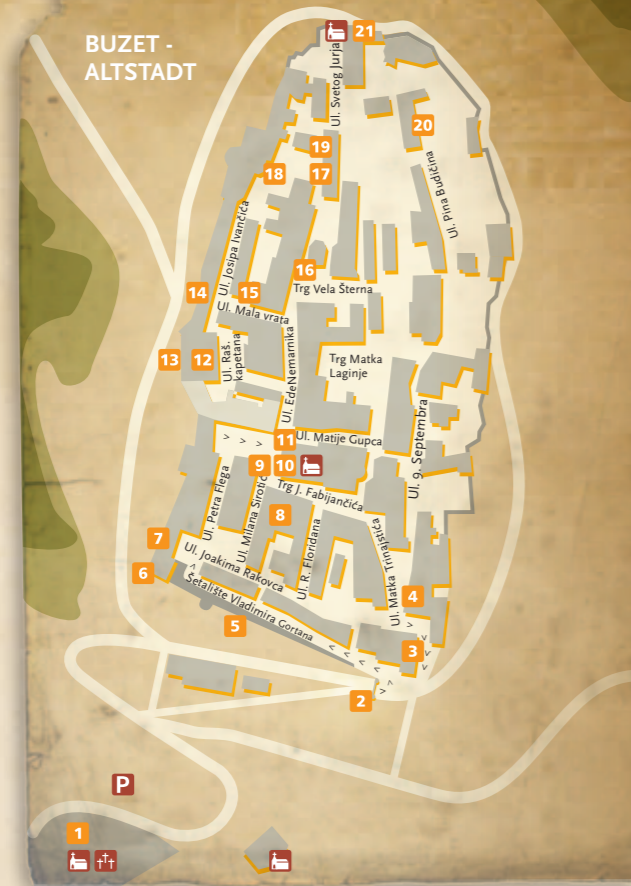 BUZET -
ALTSTADT
21
Ul. Svetog Jurja
20
19
18
17
Ul. Pina Budičina
Ul. Josipa Ivančića
16
14
15
Trg Vela Šterna
Ul. Mala vrata
13
12
Ul. Raš.
kapetana
Ul. EdeNemarnika
Trg Matka
Laginje
11
Ul. Matije Gupca
> > >
Ul. 9. Septembra
9
10
Ul. Petra Flega
Ul. Milana Sirotić
Trg J. Fabijančića
8
7
Ul. Joakima Rakovca
Ul. R. Floridana
Ul. Matka Trinajstića
6
Šetalište Vladimira Gortana
4
5
3
2
P
1